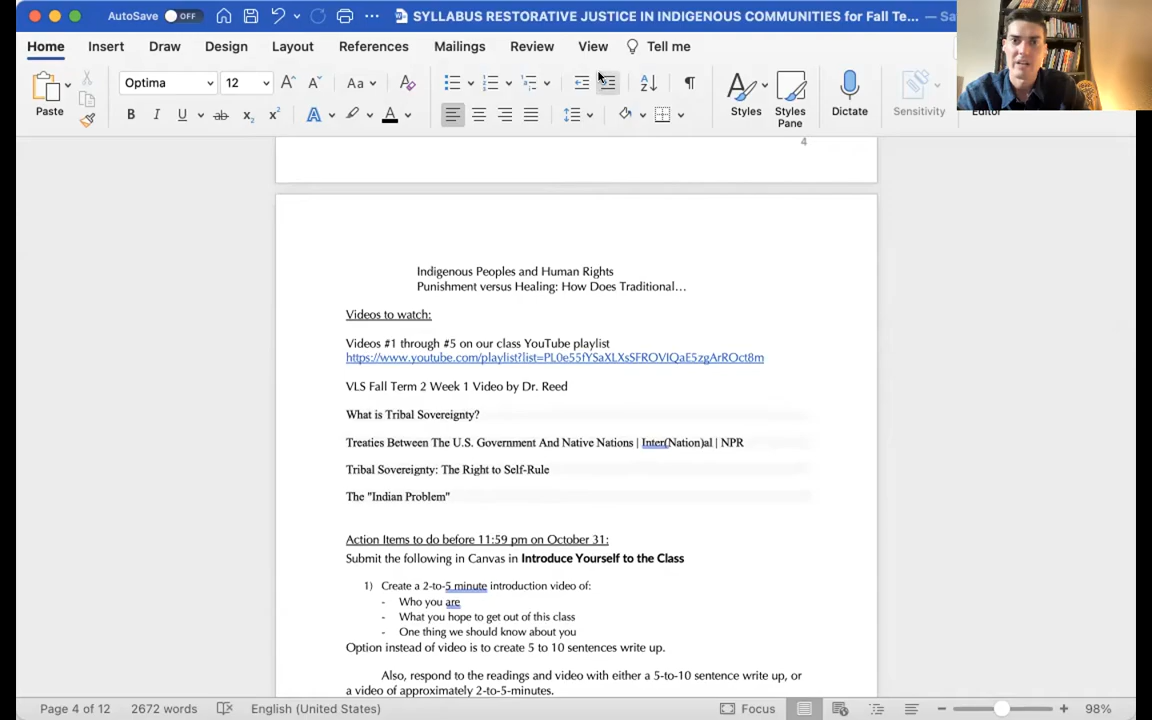 AutoSave OFF SYLLABUS RESTORATIVE JUSTICE IN INDIGENOUS COMMUNITIES for Fall Te... — Sa
Home Insert Draw Design Layout References Mailings Review View Tell me
Optima 12 Aa
Paste B I U ab x2 x2 A A Styles Styles Pane Dictate Sensitivity Editor
4
Indigenous Peoples and Human Rights
Punishment versus Healing: How Does Traditional…
Videos to watch:
Videos #1 through #5 on our class YouTube playlist
https://www.youtube.com/playlist?list=PL0e55fYSaXLXsSFROVIQaE5zgArROct8m
VLS Fall Term 2 Week 1 Video by Dr. Reed
What is Tribal Sovereignty?
Treaties Between The U.S. Government And Native Nations | Inter(Nation)al | NPR
Tribal Sovereignty: The Right to Self-Rule
The "Indian Problem"
Action Items to do before 11:59 pm on October 31:
Submit the following in Canvas in Introduce Yourself to the Class
1) Create a 2-to-5 minute introduction video of:
- Who you are
- What you hope to get out of this class
- One thing we should know about you
Option instead of video is to create 5 to 10 sentences write up.
Also, respond to the readings and video with either a 5-to-10 sentence write up, or
a video of approximately 2-to-5-minutes.
Page 4 of 12 2672 words English (United States) Focus 98%